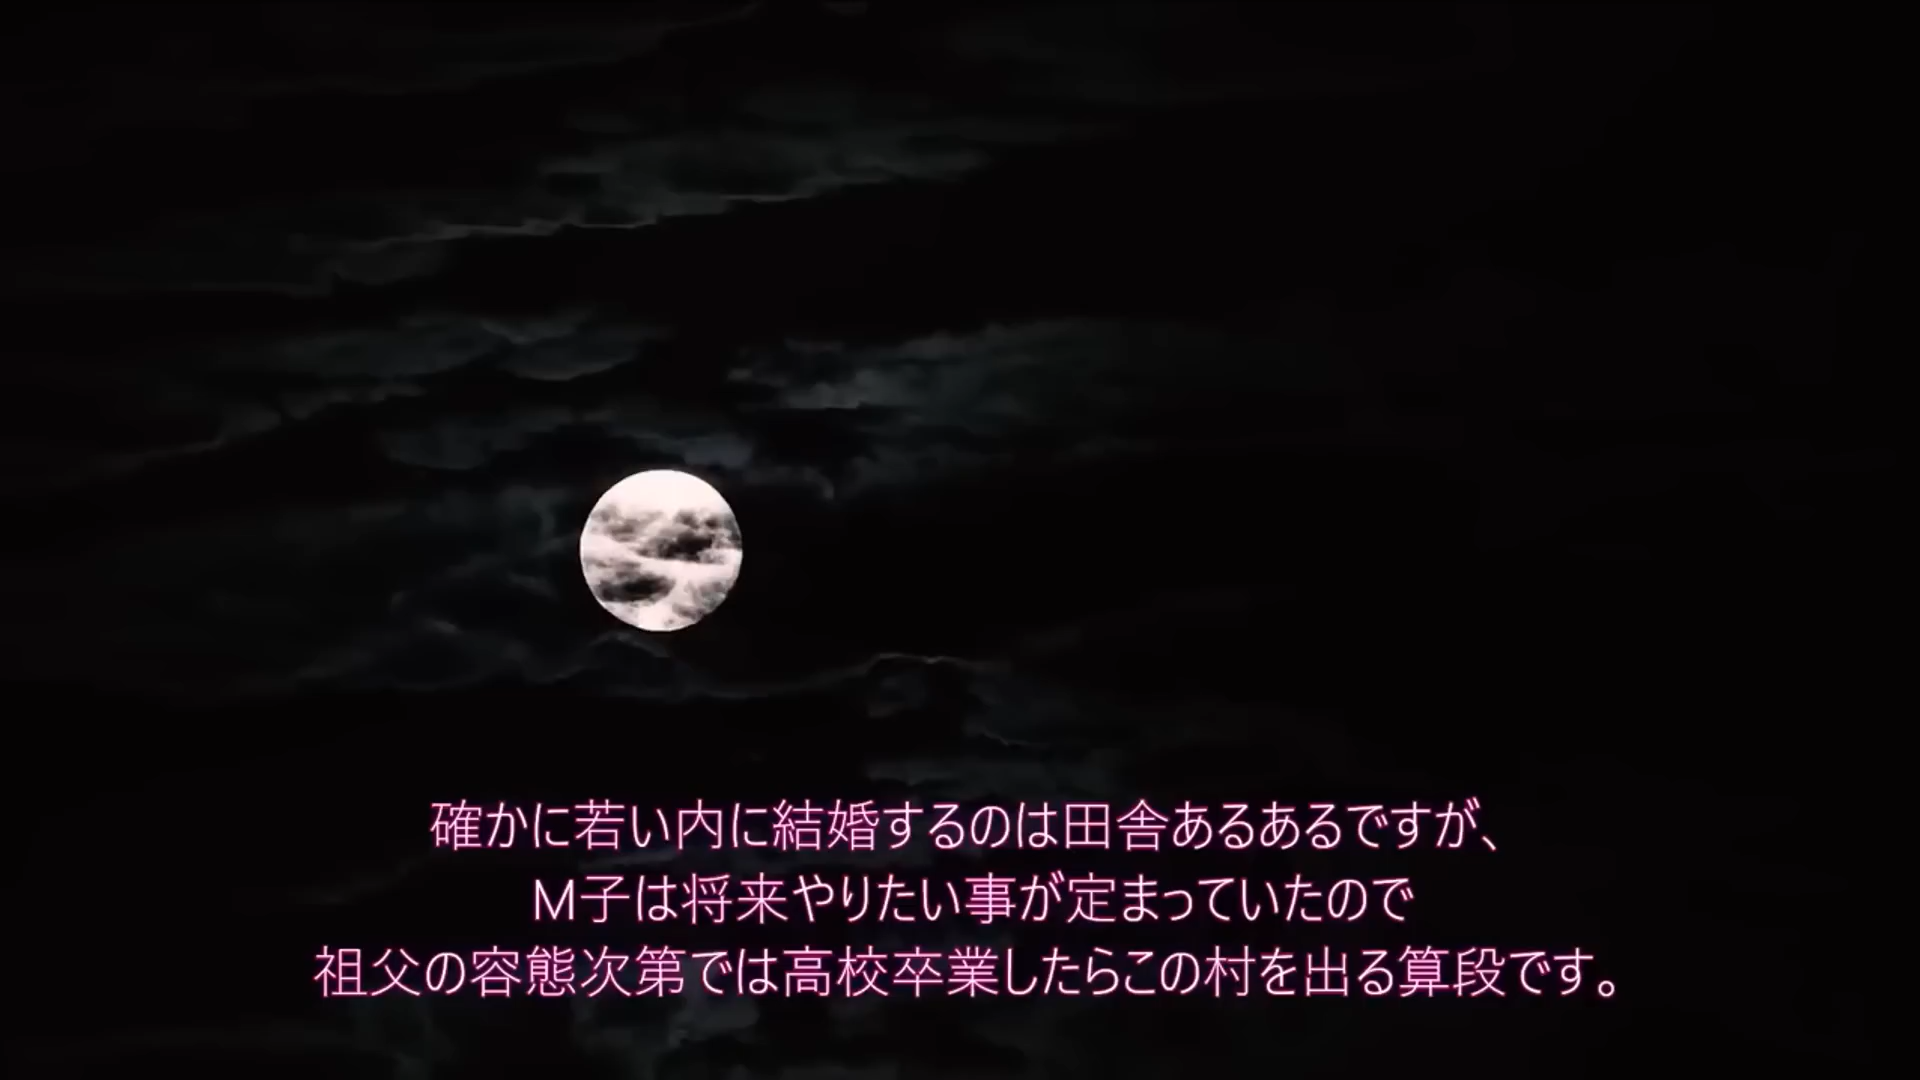 確かに若い内に結婚するのは田舎あるあるですが、
M子は将来やりたい事が定まっていたので
祖父の容態次第では高校卒業したらこの村を出る算段です。